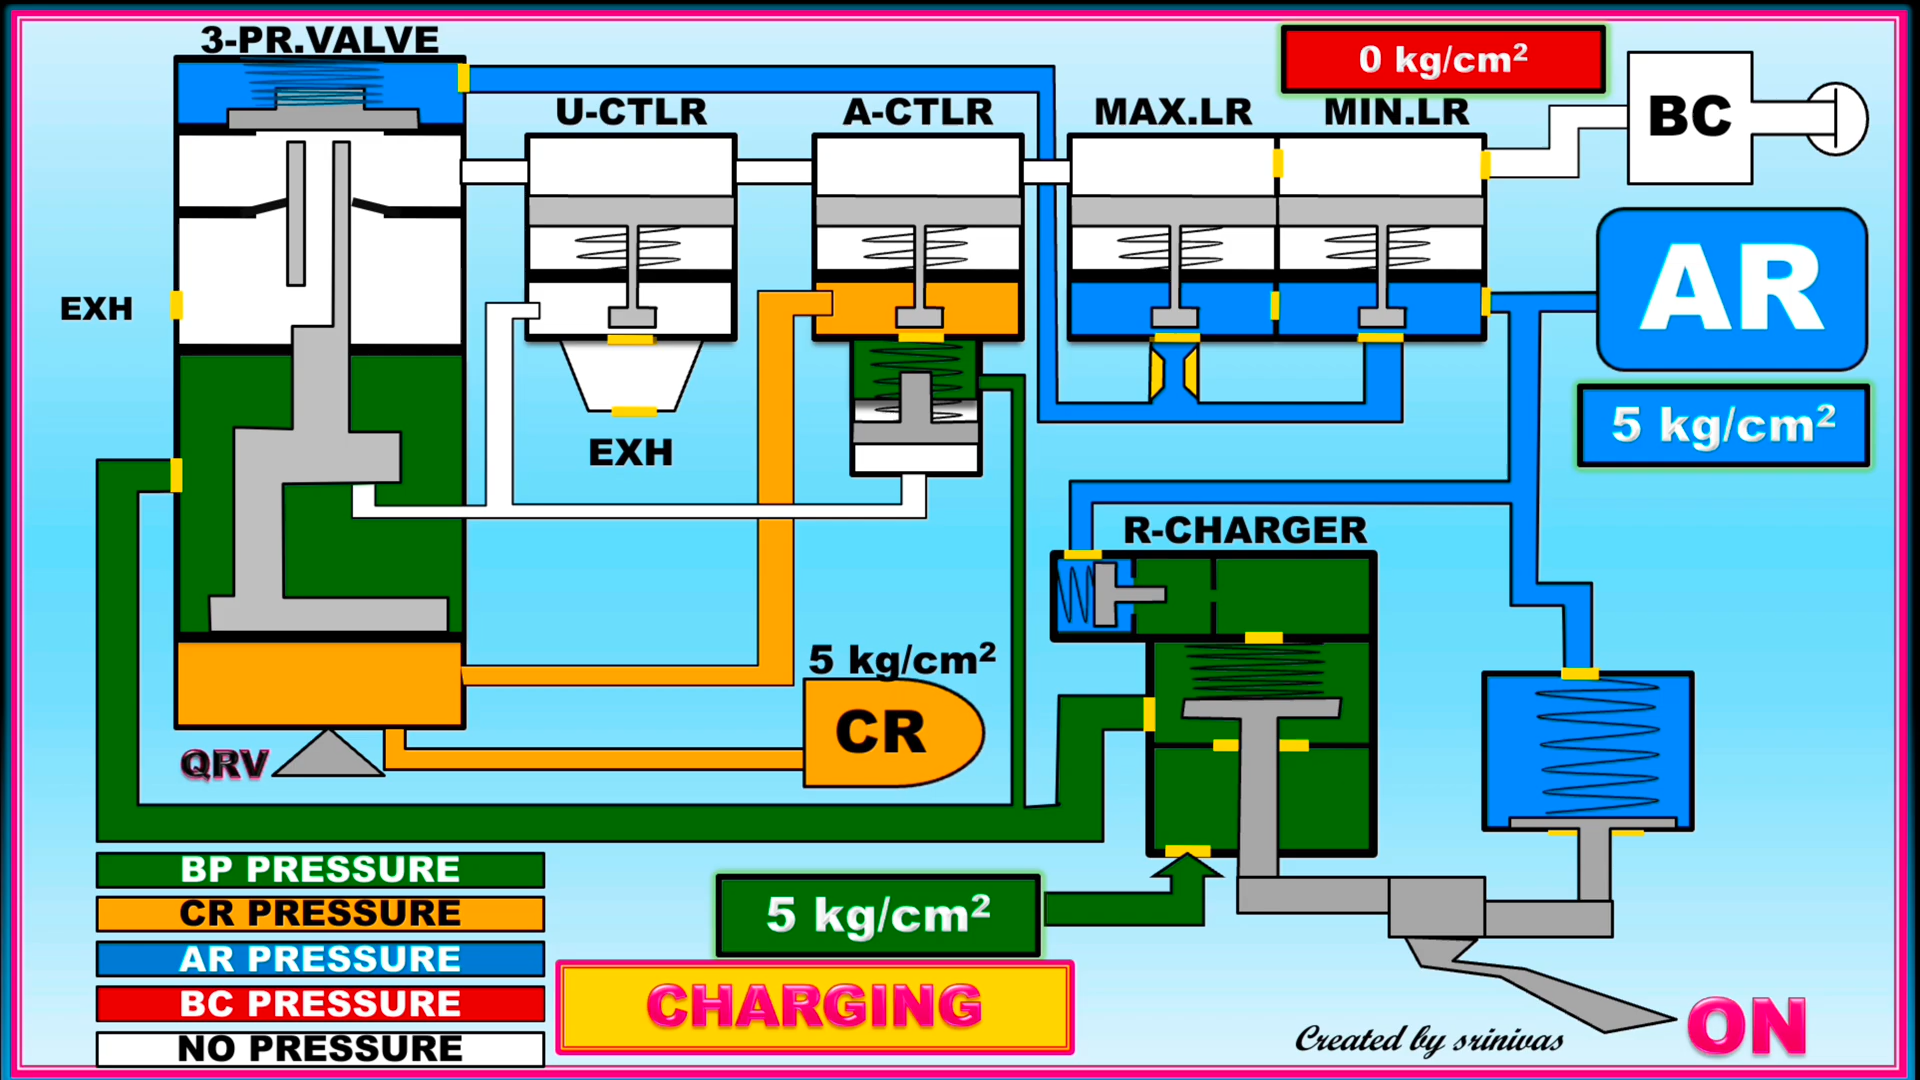 3-PR.VALVE
0 kg/cm²
U-CTLR
A-CTLR
MAX.LR
MIN.LR
BC
AR
EXH
5 kg/cm²
EXH
R-CHARGER
5 kg/cm²
CR
QRV
BP PRESSURE
CR PRESSURE
AR PRESSURE
BC PRESSURE
NO PRESSURE
5 kg/cm²
CHARGING
Created by srinivas
ON